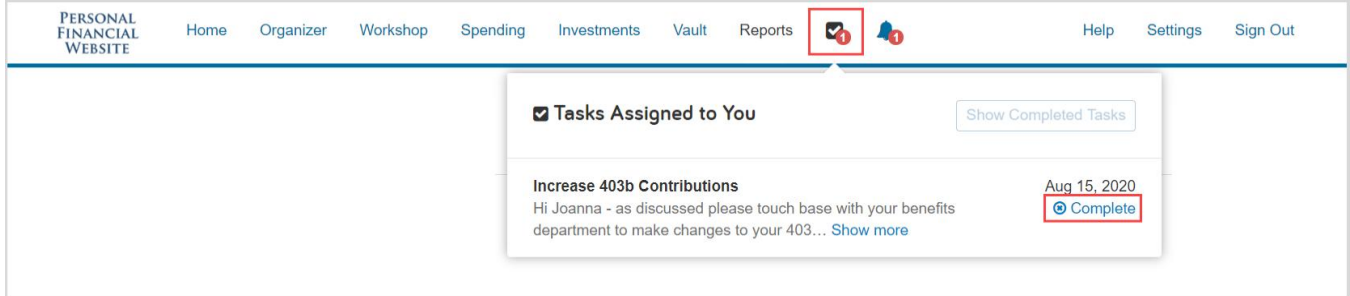 PERSONAL
FINANCIAL
WEBSITE
Home Organizer Workshop Spending Investments Vault Reports 1 1 Help Settings Sign Out
Tasks Assigned to You
Show Completed Tasks
Increase 403b Contributions
Aug 15, 2020
Hi Joanna - as discussed please touch base with your benefits
Complete
department to make changes to your 403… Show more